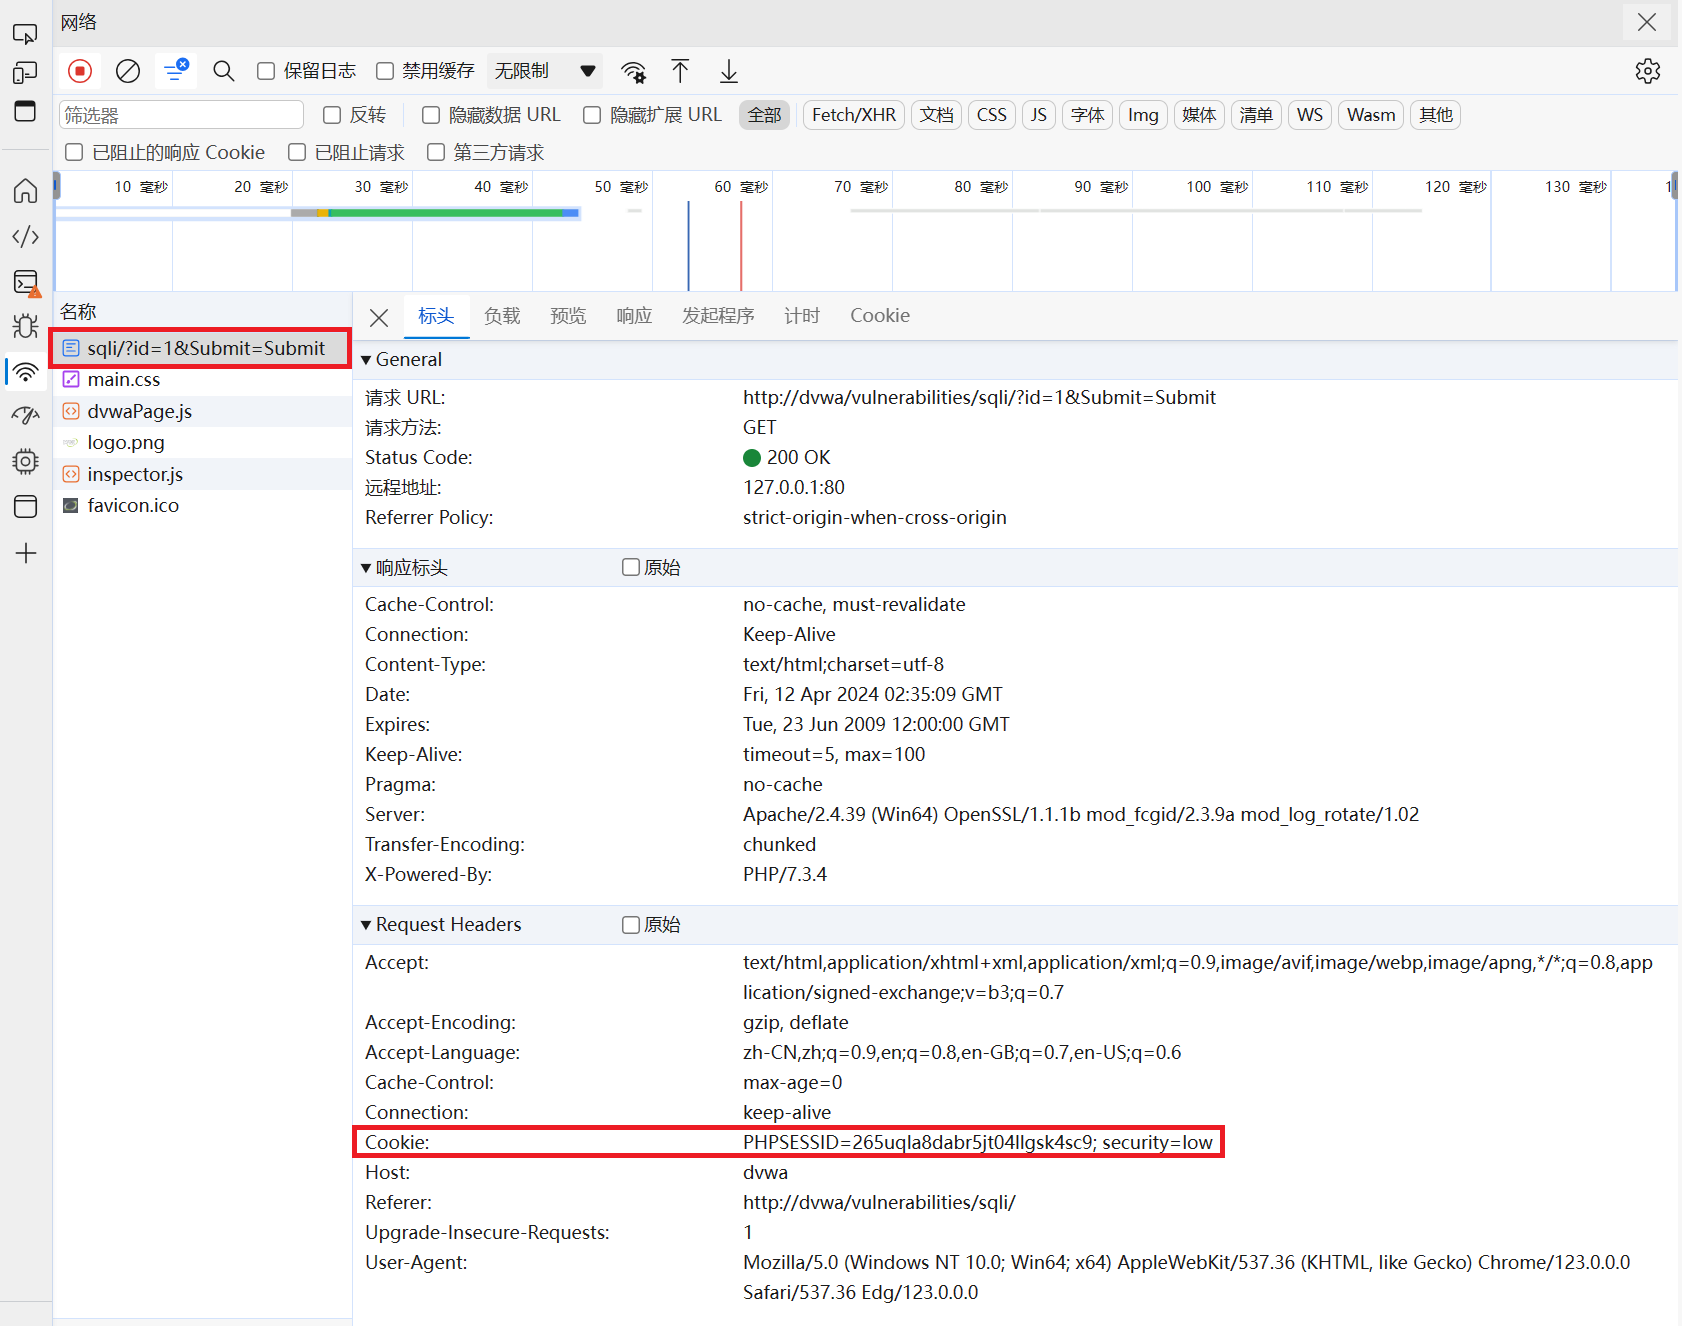 网络
保留日志 禁用缓存 无限制
筛选器 反转 隐藏数据 URL 隐藏扩展 URL 全部 Fetch/XHR 文档 CSS JS 字体 Img 媒体 清单 WS Wasm 其他
已阻止的响应 Cookie 已阻止请求 第三方请求
10 毫秒 20 毫秒 30 毫秒 40 毫秒 50 毫秒 60 毫秒 70 毫秒 80 毫秒 90 毫秒 100 毫秒 110 毫秒 120 毫秒 130 毫秒
名称
sqli/?id=1&Submit=Submit
main.css
dvwaPage.js
logo.png
inspector.js
favicon.ico
标头 负载 预览 响应 发起程序 计时 Cookie
General
请求 URL: http://dvwa/vulnerabilities/sqli/?id=1&Submit=Submit
请求方法: GET
Status Code: 200 OK
远程地址: 127.0.0.1:80
Referrer Policy: strict-origin-when-cross-origin
响应标头 原始
Cache-Control: no-cache, must-revalidate
Connection: Keep-Alive
Content-Type: text/html;charset=utf-8
Date: Fri, 12 Apr 2024 02:35:09 GMT
Expires: Tue, 23 Jun 2009 12:00:00 GMT
Keep-Alive: timeout=5, max=100
Pragma: no-cache
Server: Apache/2.4.39 (Win64) OpenSSL/1.1.1b mod_fcgid/2.3.9a mod_log_rotate/1.02
Transfer-Encoding: chunked
X-Powered-By: PHP/7.3.4
Request Headers 原始
Accept: text/html,application/xhtml+xml,application/xml;q=0.9,image/avif,image/webp,image/apng,*/*;q=0.8,app
lication/signed-exchange;v=b3;q=0.7
Accept-Encoding: gzip, deflate
Accept-Language: zh-CN,zh;q=0.9,en;q=0.8,en-GB;q=0.7,en-US;q=0.6
Cache-Control: max-age=0
Connection: keep-alive
Cookie: PHPSESSID=265uqla8dabr5jt04llgsk4sc9; security=low
Host: dvwa
Referer: http://dvwa/vulnerabilities/sqli/
Upgrade-Insecure-Requests: 1
User-Agent: Mozilla/5.0 (Windows NT 10.0; Win64; x64) AppleWebKit/537.36 (KHTML, like Gecko) Chrome/123.0.0.0
Safari/537.36 Edg/123.0.0.0